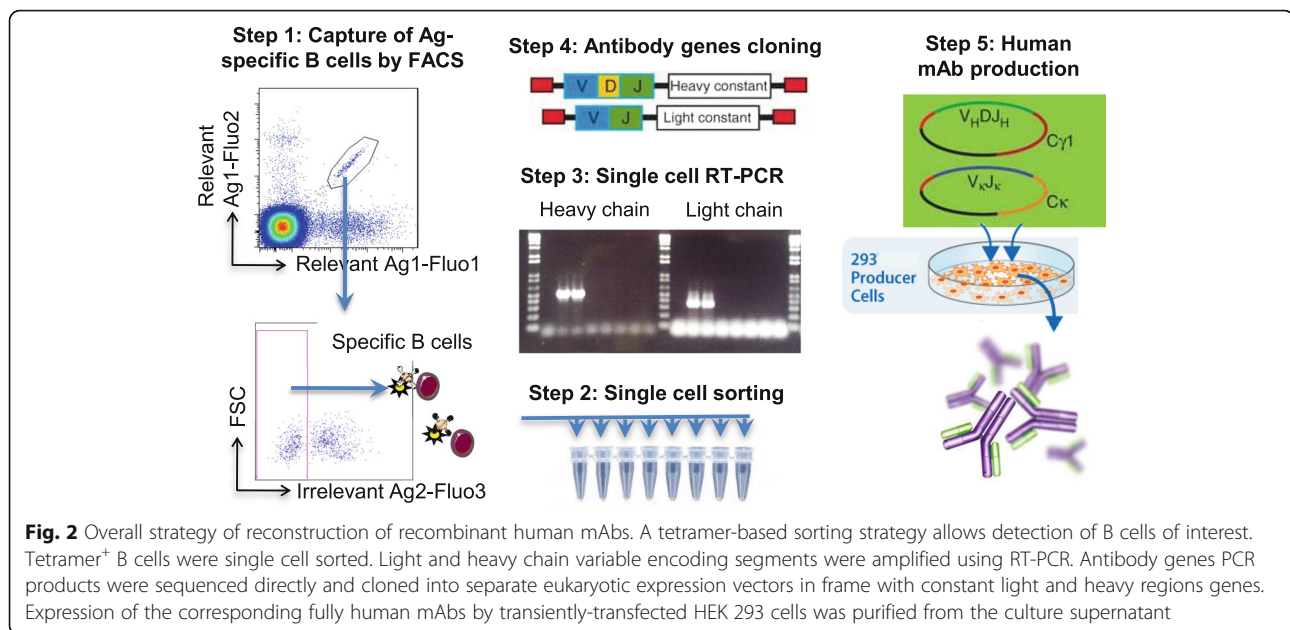 Step 1: Capture of Ag-
specific B cells by FACS
Relevant
Ag1-Fluo2
Relevant Ag1-Fluo1
Specific B cells
FSC
Irrelevant Ag2-Fluo3
Step 4: Antibody genes cloning
V D J Heavy constant
V J Light constant
Step 3: Single cell RT-PCR
Heavy chain Light chain
Step 2: Single cell sorting
Step 5: Human
mAb production
VHDJH
Cγ1
VκJκ
Cκ
293
Producer
Cells
Fig. 2 Overall strategy of reconstruction of recombinant human mAbs. A tetramer-based sorting strategy allows detection of B cells of interest.
Tetramer+ B cells were single cell sorted. Light and heavy chain variable encoding segments were amplified using RT-PCR. Antibody genes PCR
products were sequenced directly and cloned into separate eukaryotic expression vectors in frame with constant light and heavy regions genes.
Expression of the corresponding fully human mAbs by transiently-transfected HEK 293 cells was purified from the culture supernatant